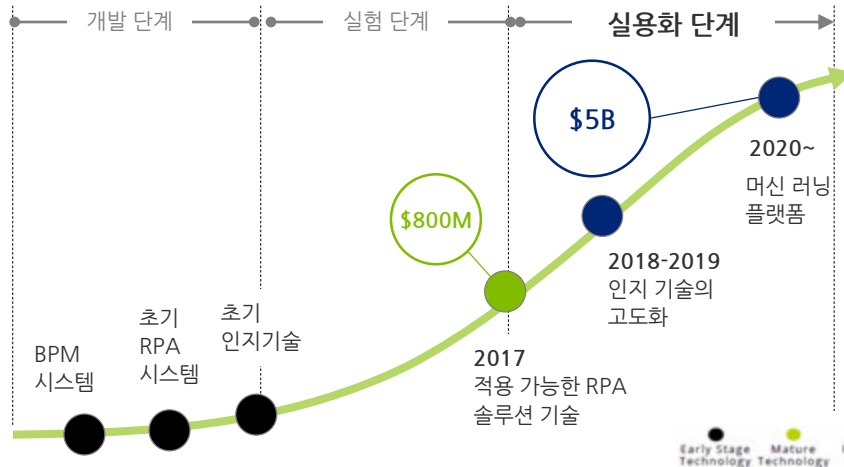 개발 단계
실험 단계
실용화 단계
$5B
$800M
2020~
머신 러닝
플랫폼
2018-2019
인지 기술의
고도화
초기
인지기술
초기
RPA
시스템
BPM
시스템
2017
적용 가능한 RPA
솔루션 기술
Early Stage
Technology
Mature
Technology